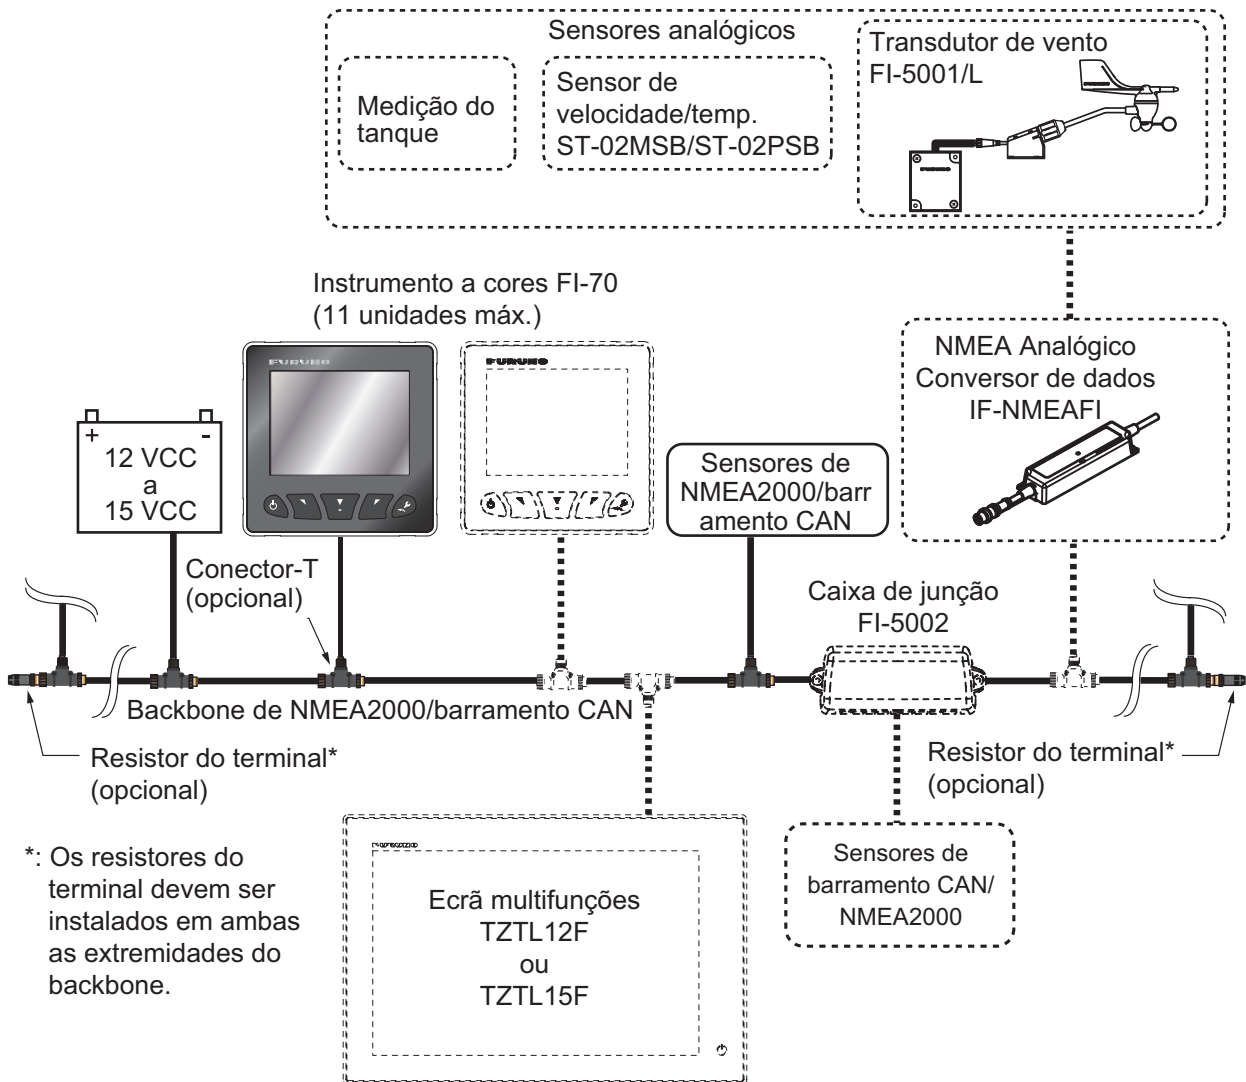 Sensores analógicos
Medição do
tanque
Sensor de
velocidade/temp.
ST-02MSB/ST-02PSB
Transdutor de vento
FI-5001/L
FURUNO
Instrumento a cores FI-70
(11 unidades máx.)
FURUNO
FURUNO
NMEA Analógico
Conversor de dados
IF-NMEAFI
+ -
12 VCC
a
15 VCC
Sensores de
NMEA2000/barr
amento CAN
Conector-T
(opcional)
Caixa de junção
FI-5002
Backbone de NMEA2000/barramento CAN
Resistor do terminal*
(opcional)
Resistor do terminal*
(opcional)
*: Os resistores do
terminal devem ser
instalados em ambas
as extremidades do
backbone.
FURUNO
Ecrã multifunções
TZTL12F
ou
TZTL15F
Sensores de
barramento CAN/
NMEA2000